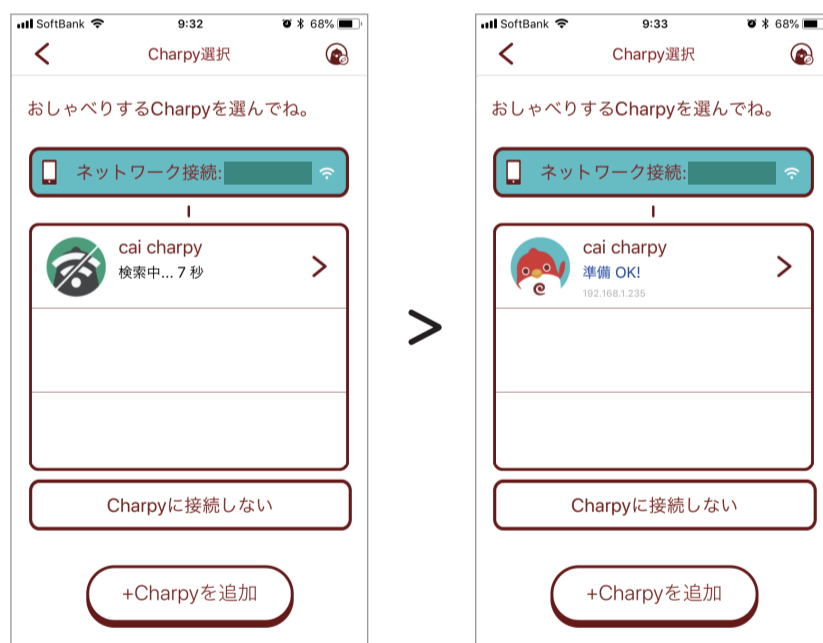 SoftBank 9:32 68%
Charpy選択
おしゃべりするCharpyを選んでね。
ネットワーク接続:
cai charpy
検索中... 7 秒
Charpyに接続しない
+Charpyを追加
>
SoftBank 9:33 68%
Charpy選択
おしゃべりするCharpyを選んでね。
ネットワーク接続:
cai charpy
準備 OK!
192.168.1.235
Charpyに接続しない
+Charpyを追加